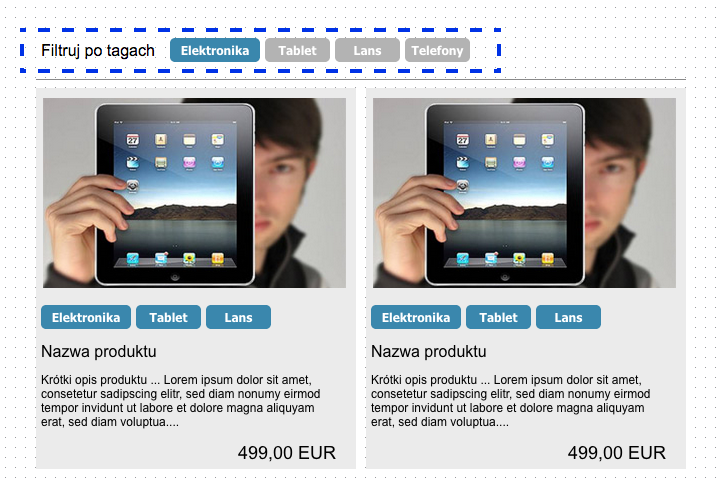 Filtruj po tagach Elektronika Tablet Lans Telefony
Elektronika Tablet Lans
Nazwa produktu
Krótki opis produktu ... Lorem ipsum dolor sit amet,
consetetur sadipscing elitr, sed diam nonumy eirmod
tempor invidunt ut labore et dolore magna aliquyam
erat, sed diam voluptua....
499,00 EUR
Elektronika Tablet Lans
Nazwa produktu
Krótki opis produktu ... Lorem ipsum dolor sit amet,
consetetur sadipscing elitr, sed diam nonumy eirmod
tempor invidunt ut labore et dolore magna aliquyam
erat, sed diam voluptua....
499,00 EUR